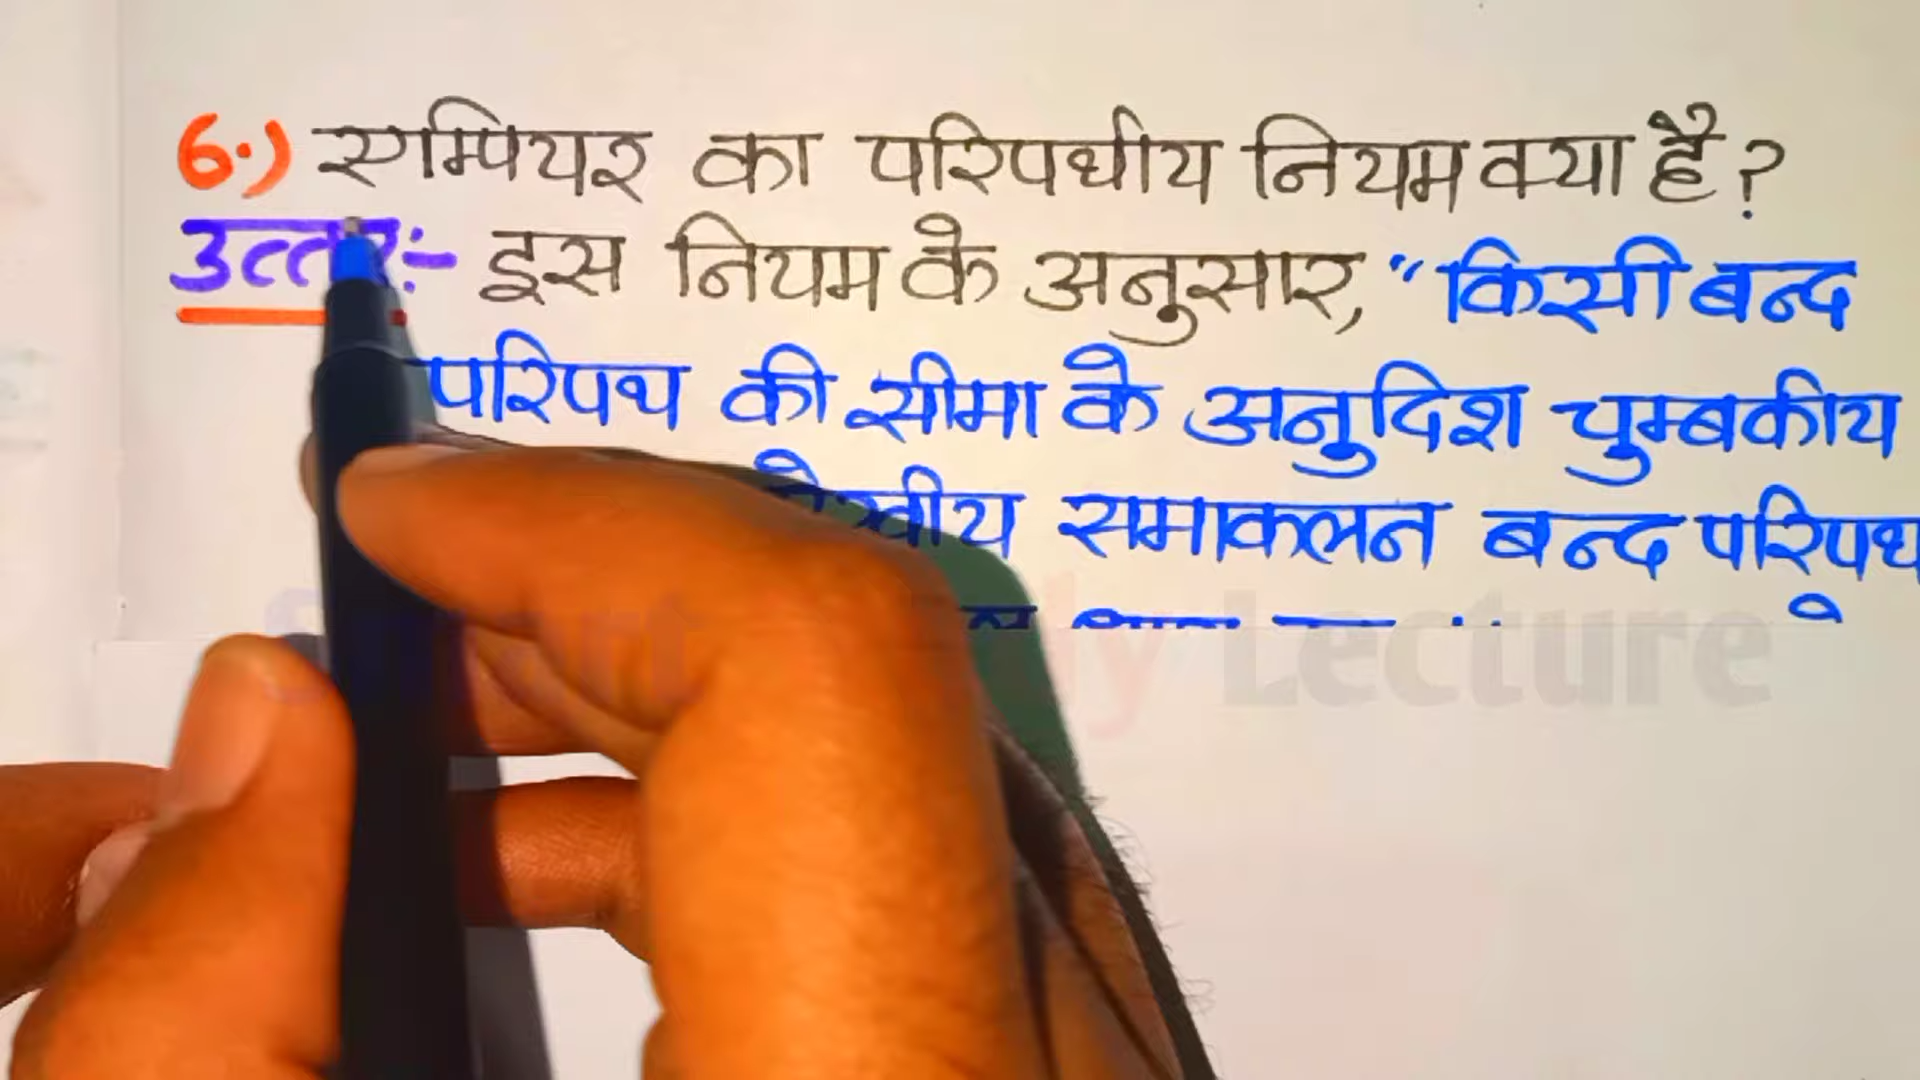 6.) एम्पियर का परिपथीय नियम क्या है?
उत्तर:- इस नियम के अनुसार, "किसी बन्द
परिपथ की सीमा के अनुदिश चुम्बकीय
समाकलन बन्द परिपथ
Lecture